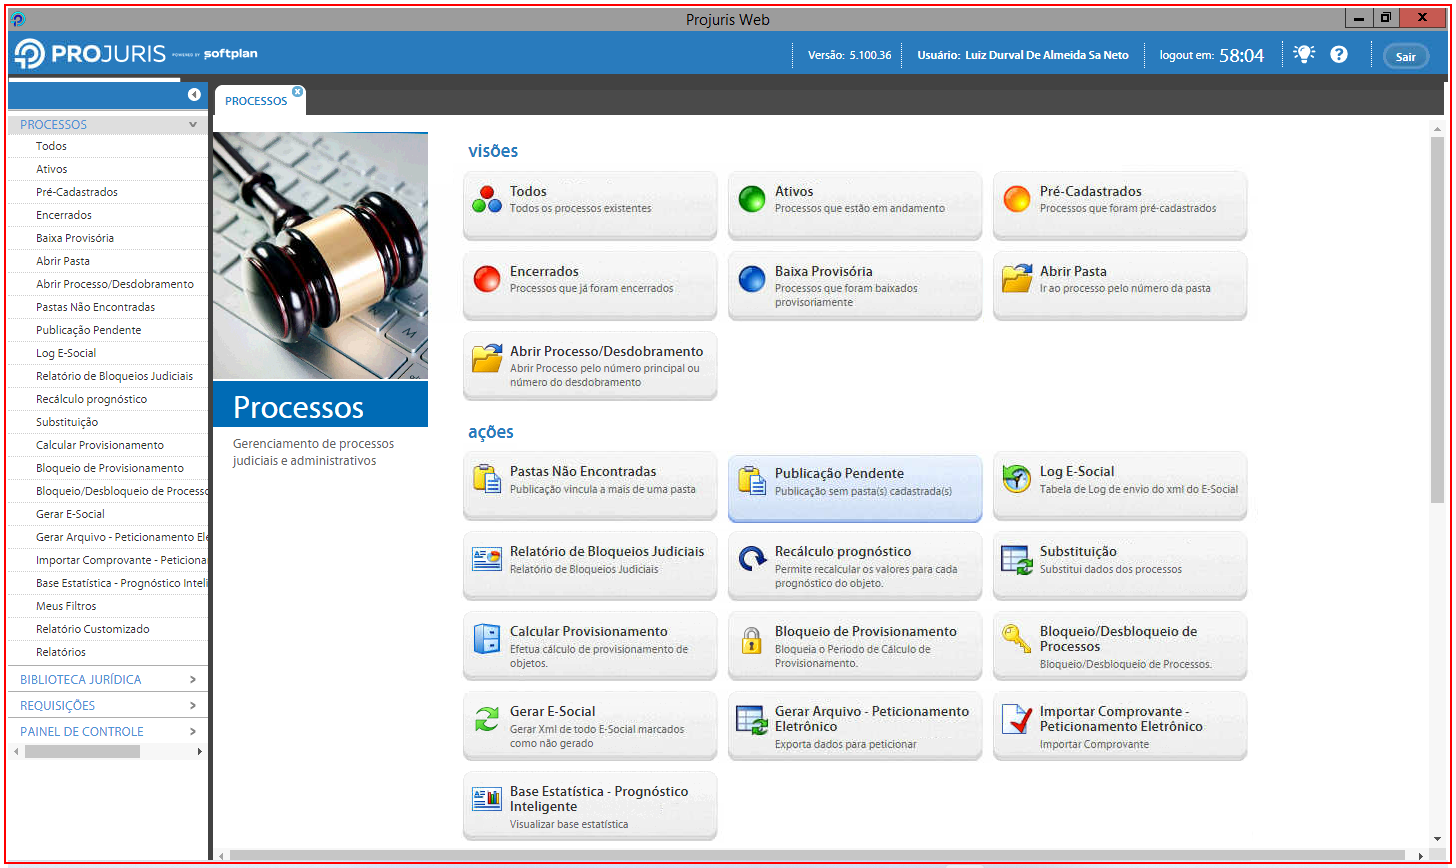 Projuris Web
PROJURIS POWERED BY softplan
Versão: 5.100.36
Usuário: Luiz Durval De Almeida Sa Neto
logout em: 58:04
Sair
PROCESSOS
Todos
Ativos
Pré-Cadastrados
Encerrados
Baixa Provisória
Abrir Pasta
Abrir Processo/Desdobramento
Pastas Não Encontradas
Publicação Pendente
Log E-Social
Relatório de Bloqueios Judiciais
Recálculo prognóstico
Substituição
Calcular Provisionamento
Bloqueio de Provisionamento
Bloqueio/Desbloqueio de Processo
Gerar E-Social
Gerar Arquivo - Peticionamento Ele
Importar Comprovante - Peticiona
Base Estatística - Prognóstico Inteli
Meus Filtros
Relatório Customizado
Relatórios
BIBLIOTECA JURÍDICA
REQUISIÇÕES
PAINEL DE CONTROLE
PROCESSOS
Processos
Gerenciamento de processos
judiciais e administrativos
visões
Todos
Todos os processos existentes
Ativos
Processos que estão em andamento
Pré-Cadastrados
Processos que foram pré-cadastrados
Encerrados
Processos que já foram encerrados
Baixa Provisória
Processos que foram baixados
provisoriamente
Abrir Pasta
Ir ao processo pelo número da pasta
Abrir Processo/Desdobramento
Abrir Processo pelo número principal ou
número do desdobramento
ações
Pastas Não Encontradas
Publicação vincula a mais de uma pasta
Publicação Pendente
Publicação sem pasta(s) cadastrada(s)
Log E-Social
Tabela de Log de envio do xml do E-Social
Relatório de Bloqueios Judiciais
Relatório de Bloqueios Judiciais
Recálculo prognóstico
Permite recalcular os valores para cada
prognóstico do objeto.
Substituição
Substitui dados dos processos
Calcular Provisionamento
Efetua cálculo de provisionamento de
objetos.
Bloqueio de Provisionamento
Bloqueia o Periodo de Cálculo de
Provisionamento.
Bloqueio/Desbloqueio de
Processos
Bloqueio/Desbloqueio de Processos.
Gerar E-Social
Gerar Xml de todo E-Social marcados
como não gerado
Gerar Arquivo - Peticionamento
Eletrônico
Exporta dados para peticionar
Importar Comprovante -
Peticionamento Eletrônico
Importar Comprovante
Base Estatística - Prognóstico
Inteligente
Visualizar base estatística